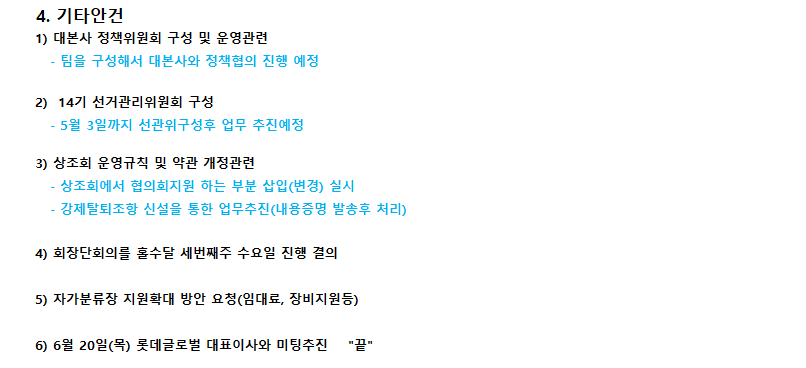 4. 기타안건
1) 대본사 정책위원회 구성 및 운영관련
- 팀을 구성해서 대본사와 정책협의 진행 예정
2) 14기 선거관리위원회 구성
- 5월 3일까지 선관위구성후 업무 추진예정
3) 상조회 운영규칙 및 약관 개정관련
- 상조회에서 협의회지원 하는 부분 삽입(변경) 실시
- 강제탈퇴조항 신설을 통한 업무추진(내용증명 발송후 처리)
4) 회장단회의를 홀수달 세번째주 수요일 진행 결의
5) 자가분류장 지원확대 방안 요청(임대료, 장비지원등)
6) 6월 20일(목) 롯데글로벌 대표이사와 미팅추진 "끝"